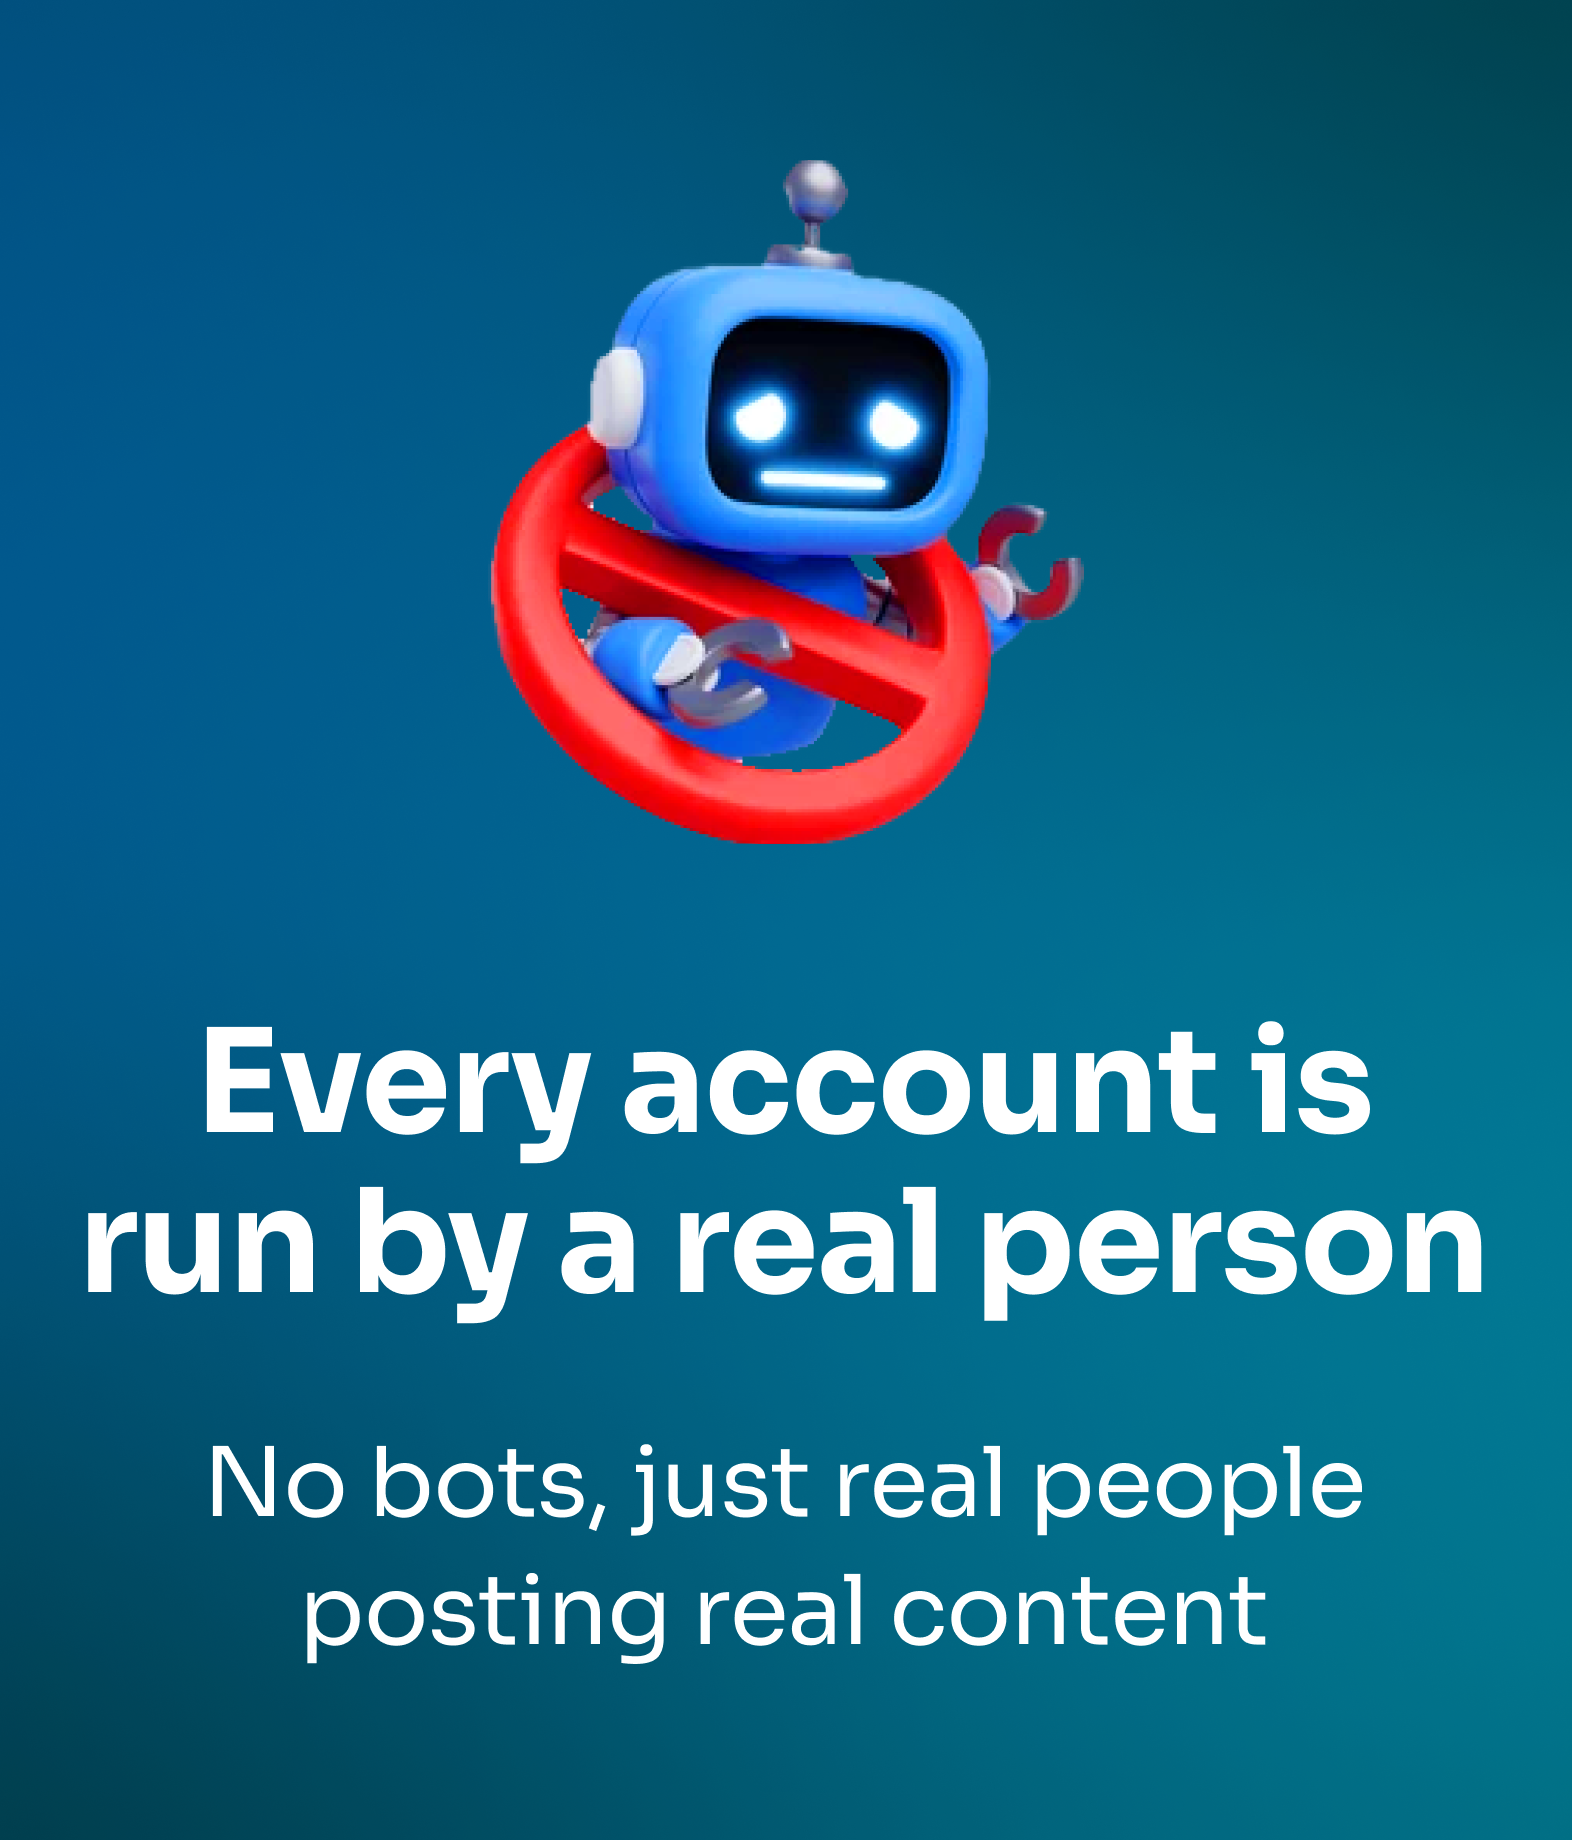 Every account is
run by a real person
No bots, just real people
posting real content